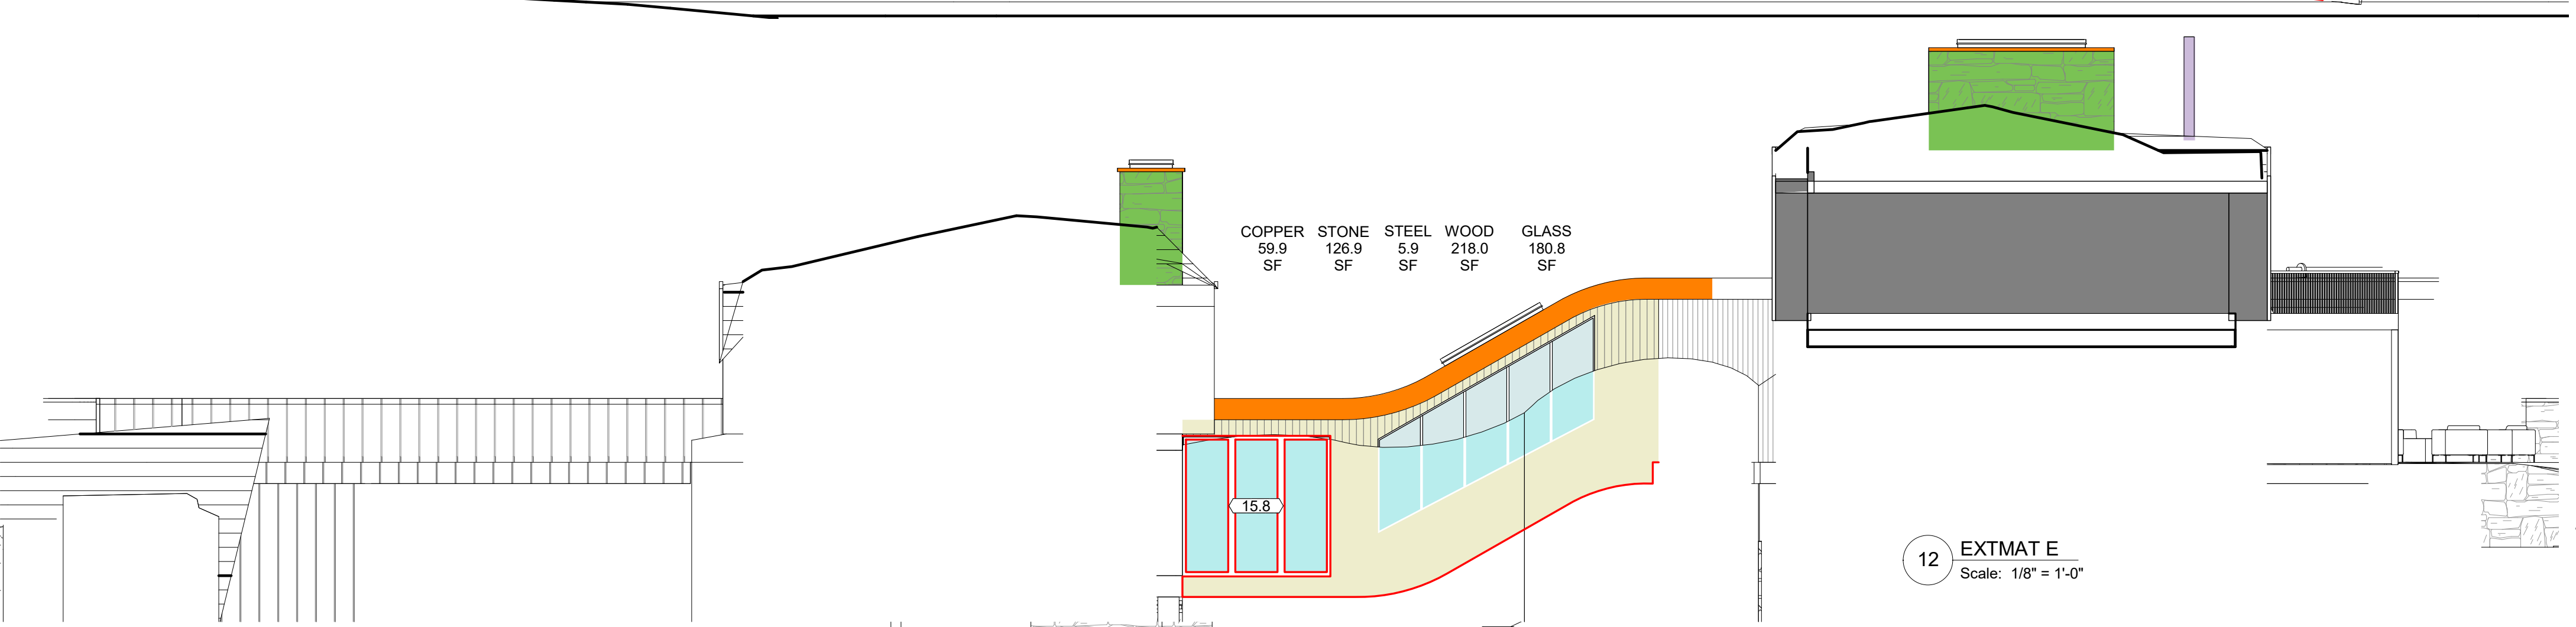 COPPER STONE STEEL WOOD GLASS
59.9 126.9 5.9 218.0 180.8
SF SF SF SF SF
15.8
12 EXTMAT E
Scale: 1/8" = 1'-0"